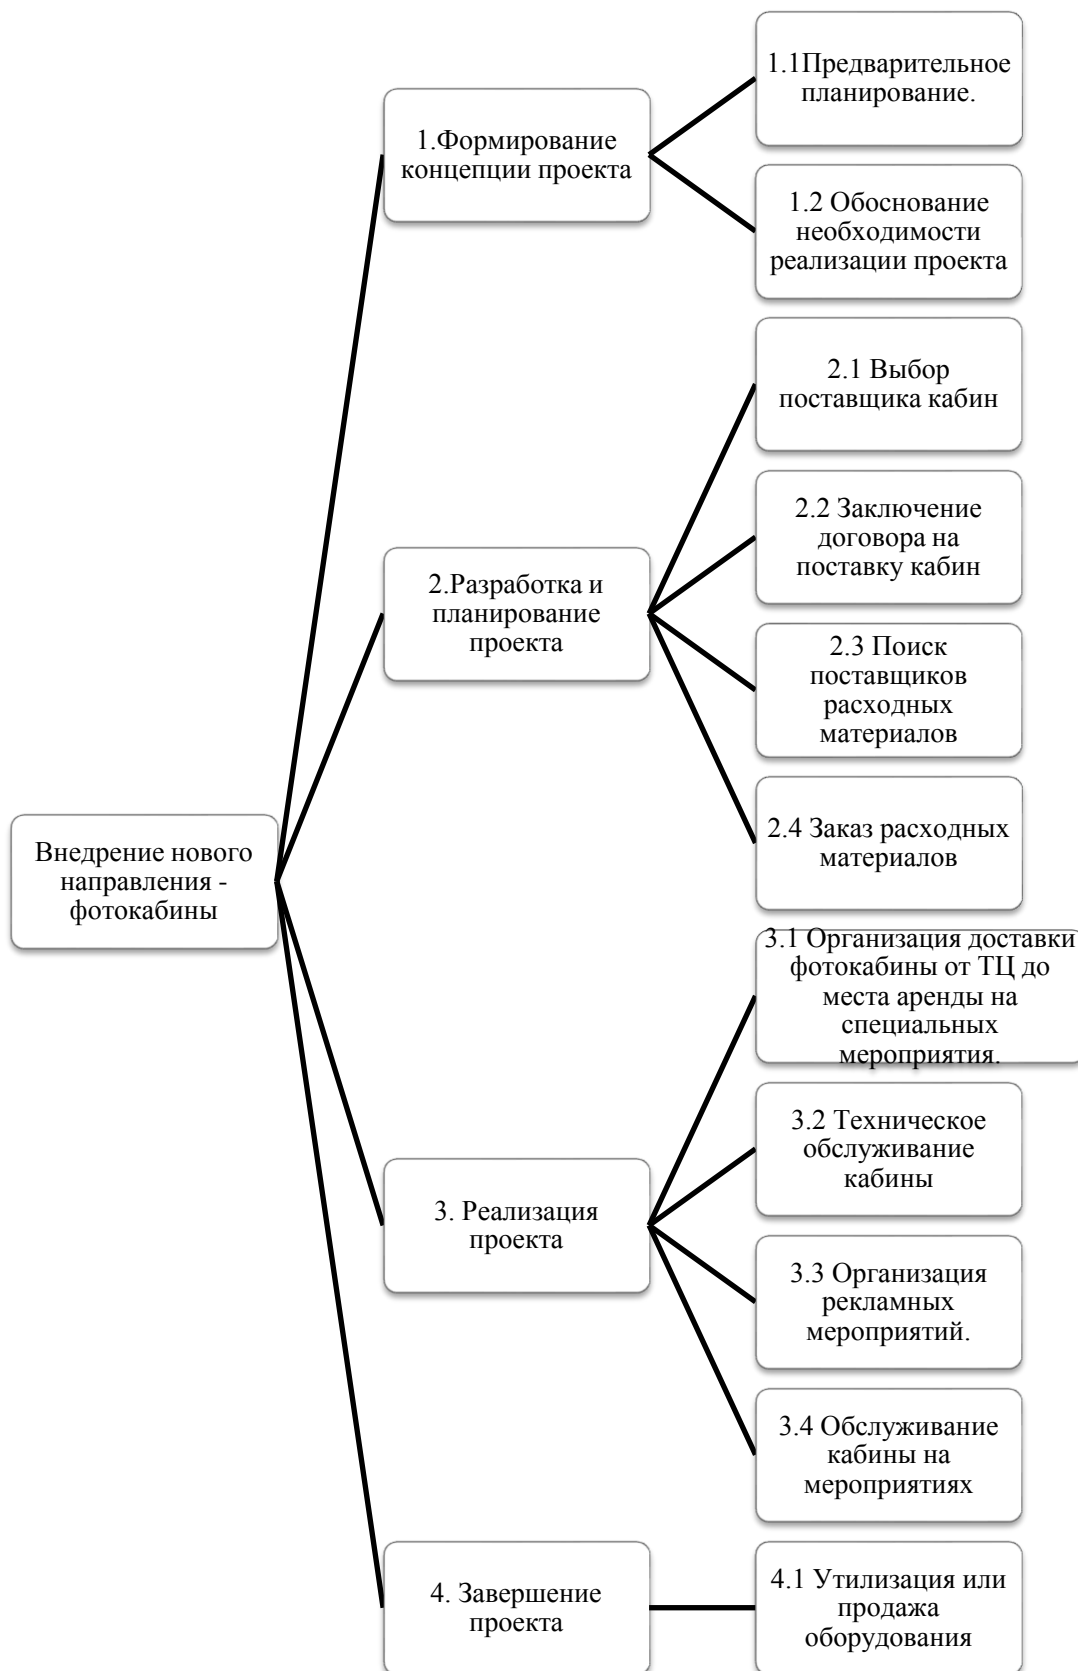 1.1Предварительное
планирование.
1.Формирование
концепции проекта
1.2 Обоснование
необходимости
реализации проекта
2.1 Выбор
поставщика кабин
2.2 Заключение
договора на
поставку кабин
2.Разработка и
планирование
проекта
2.3 Поиск
поставщиков
расходных
материалов
2.4 Заказ расходных
материалов
Внедрение нового
направления -
фотокабины
3.1 Организация доставки
фотокабины от ТЦ до
места аренды на
специальных
мероприятия.
3.2 Техническое
обслуживание
кабины
3. Реализация
проекта
3.3 Организация
рекламных
мероприятий.
3.4 Обслуживание
кабины на
мероприятиях
4. Завершение
проекта
4.1 Утилизация или
продажа
оборудования